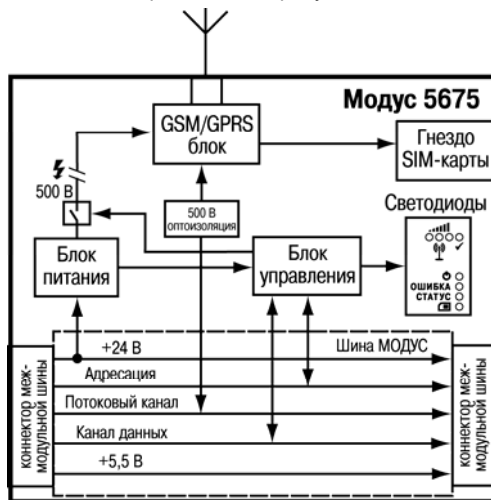 Модус 5675
GSM/GPRS
блок
Гнездо
SIM-карты
500 В
500 В
оптоизоляция
Светодиоды
Блок
питания
Блок
управления
ОШИБКА
СТАТУС
+24 В
Шина МОДУС
Адресация
Потоковый канал
Канал данных
+5,5 В
коннектор меж-
модульной шины
коннектор меж-
модульной шины